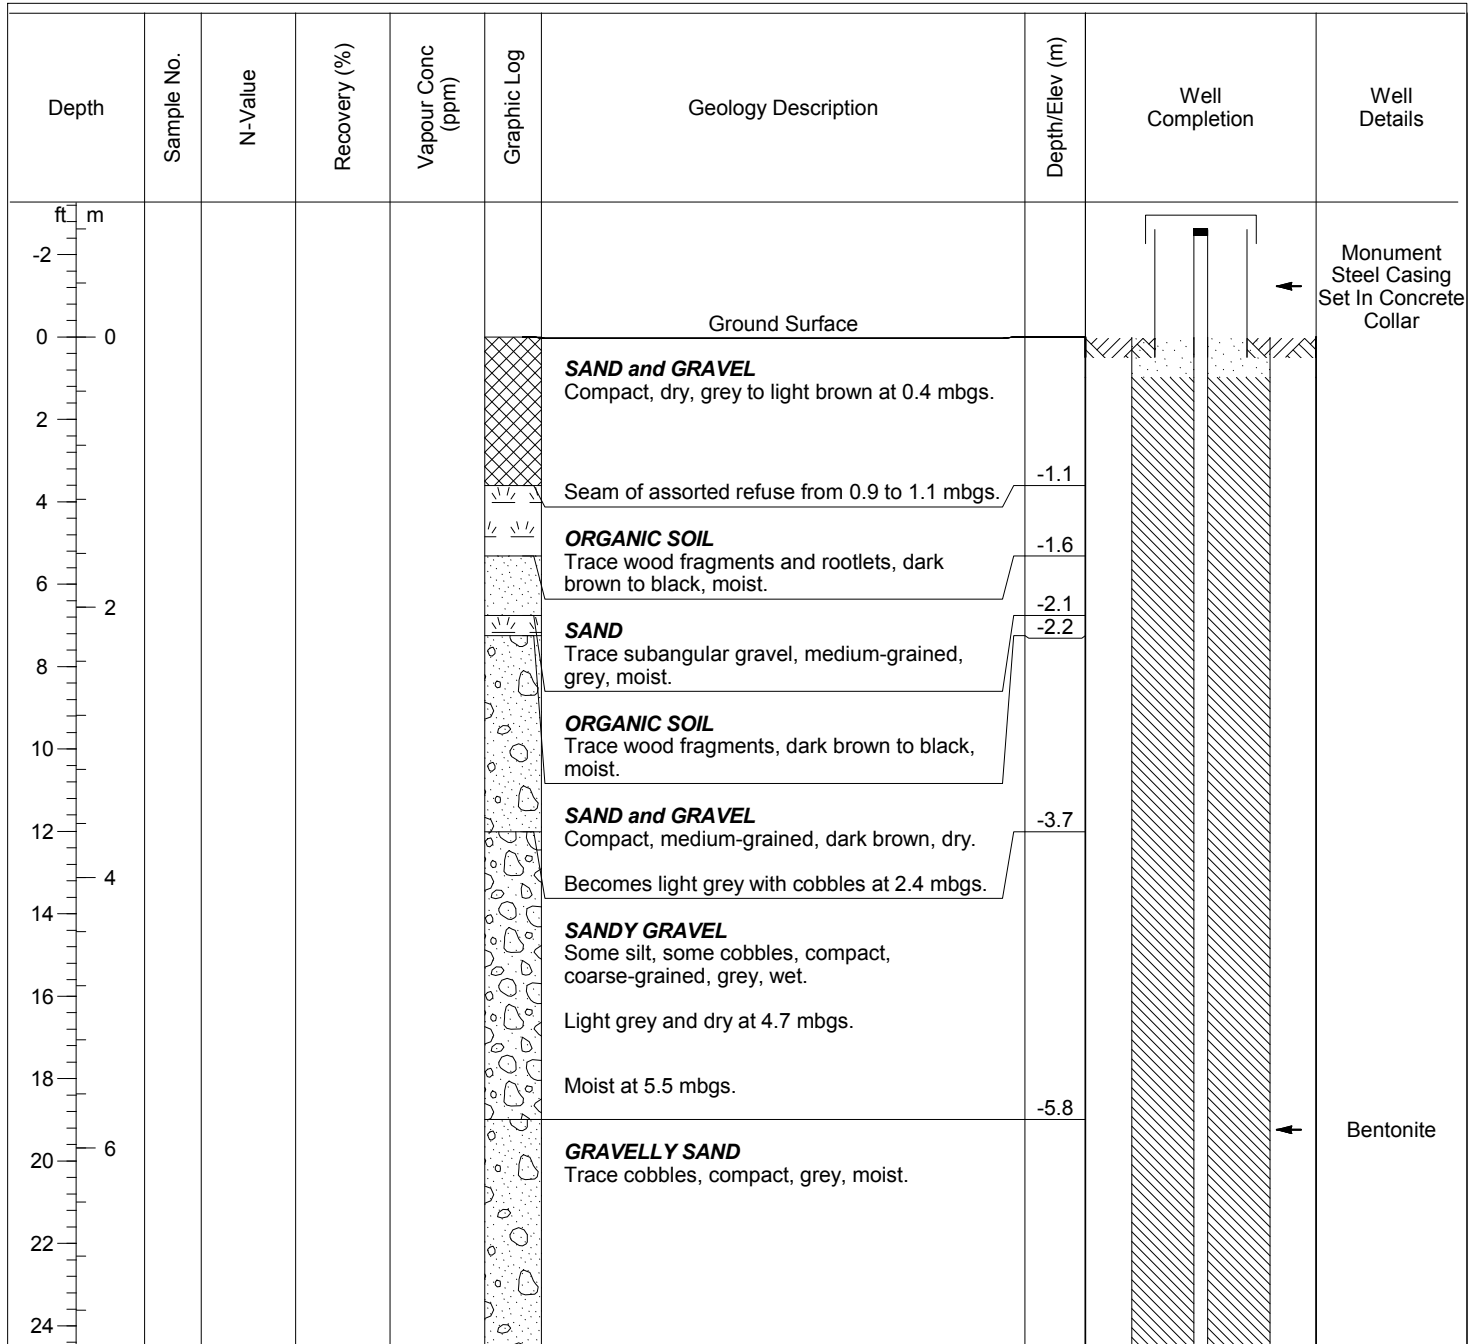 Depth
Sample No.
N-Value
Recovery (%)
Vapour Conc
(ppm)
Graphic Log
Geology Description
Depth/Elev (m)
Well
Completion
Well
Details
ft m
-2
Monument
Steel Casing
Set In Concrete
Collar
Ground Surface
0 0
SAND and GRAVEL
Compact, dry, grey to light brown at 0.4 mbgs.
2
-1.1
Seam of assorted refuse from 0.9 to 1.1 mbgs.
4
ORGANIC SOIL
-1.6
Trace wood fragments and rootlets, dark
brown to black, moist.
6
2
-2.1
-2.2
SAND
Trace subangular gravel, medium-grained,
grey, moist.
8
ORGANIC SOIL
Trace wood fragments, dark brown to black,
moist.
10
SAND and GRAVEL
-3.7
12
Compact, medium-grained, dark brown, dry.
Becomes light grey with cobbles at 2.4 mbgs.
4
14
SANDY GRAVEL
Some silt, some cobbles, compact,
coarse-grained, grey, wet.
16
Light grey and dry at 4.7 mbgs.
18
Moist at 5.5 mbgs.
-5.8
Bentonite
6
GRAVELLY SAND
20
Trace cobbles, compact, grey, moist.
22
24